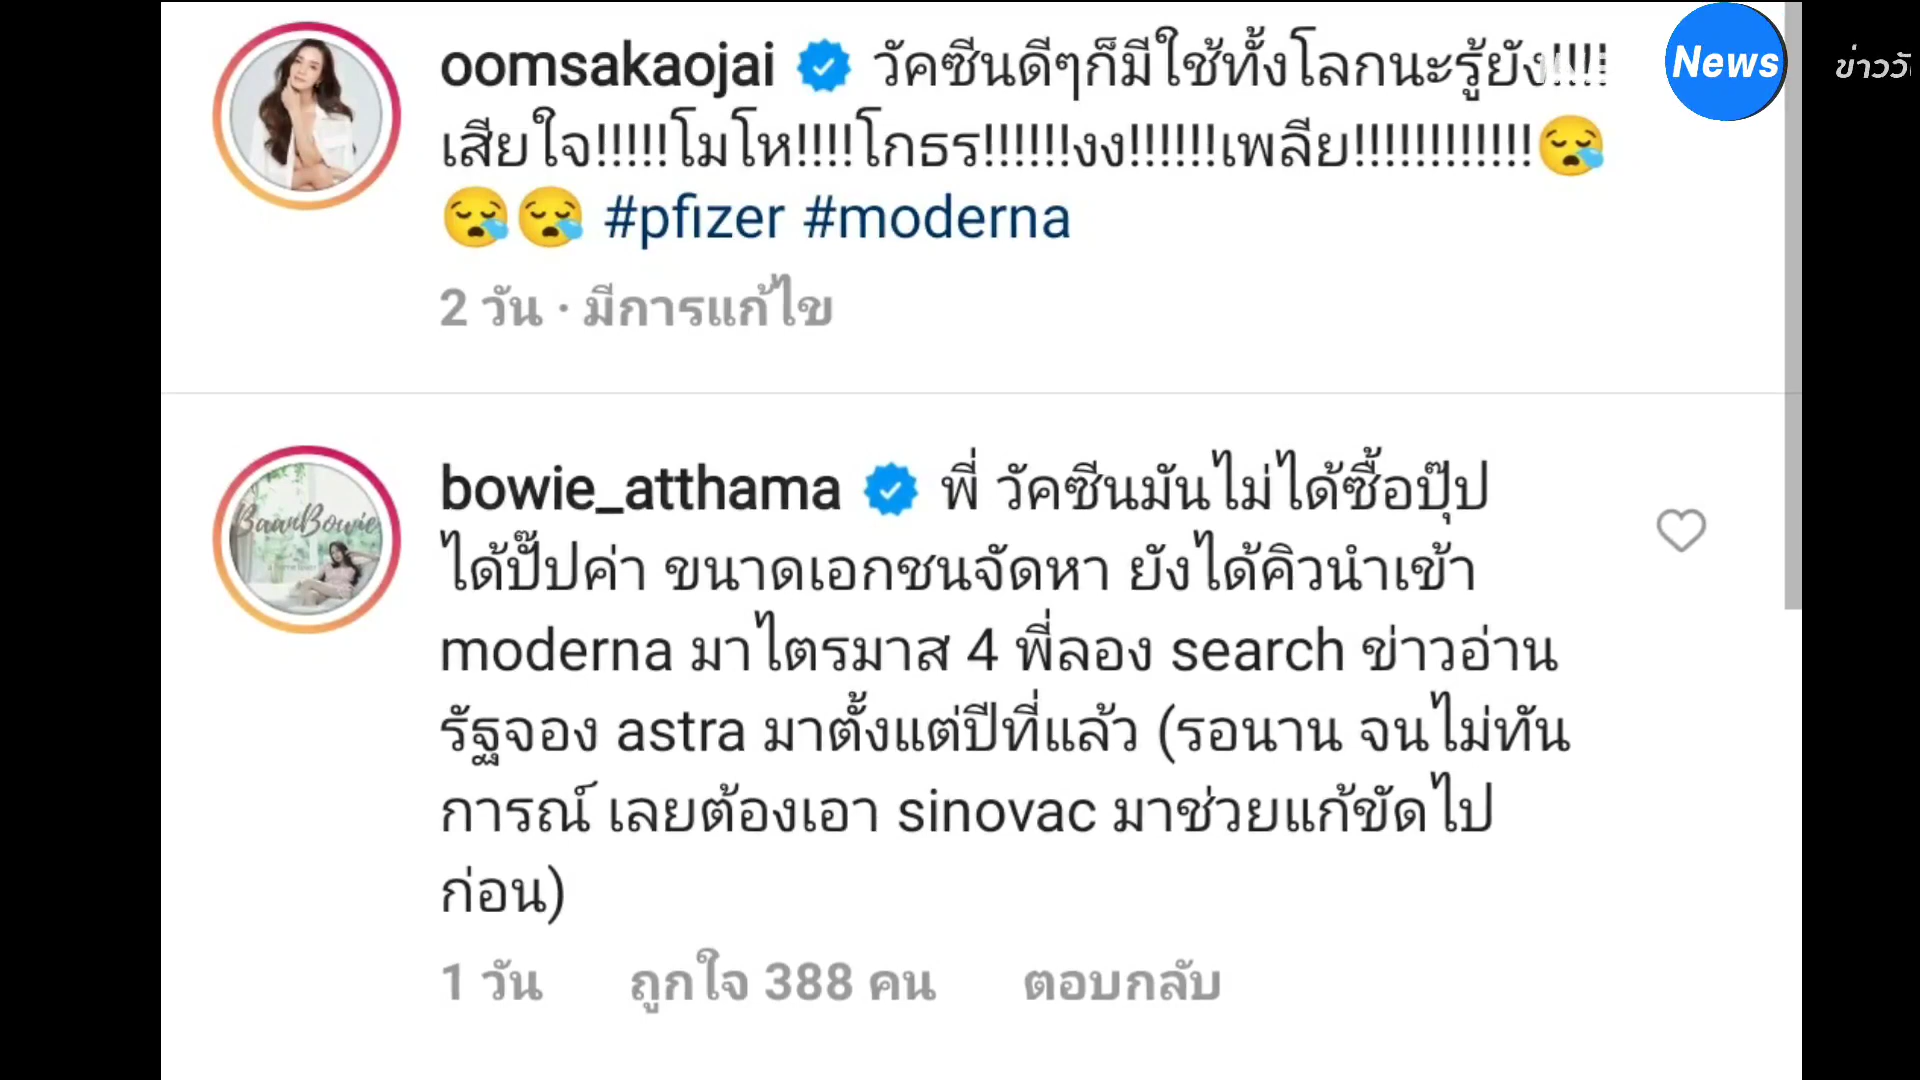 oomsakaojai วัคซีนดีๆก็มีใช้ทั้งโลกนะรู้ยัง!!!!
เสียใจ!!!!!โมโห!!!!โกธร!!!!!!งง!!!!!!เพลีย!!!!!!!!!!!!😪
😪😪 #pfizer #moderna
2 วัน · มีการแก้ไข
bowie_atthama พี่ วัคซีนมันไม่ได้ซื้อปุ๊ป
ได้ปั๊ปค่า ขนาดเอกชนจัดหา ยังได้คิวนำเข้า
moderna มาไตรมาส 4 พี่ลอง search ข่าวอ่าน
รัฐจอง astra มาตั้งแต่ปีที่แล้ว (รอนาน จนไม่ทัน
การณ์ เลยต้องเอา sinovac มาช่วยแก้ขัดไป
ก่อน)
1 วัน ถูกใจ 388 คน ตอบกลับ
News
BaanBowie